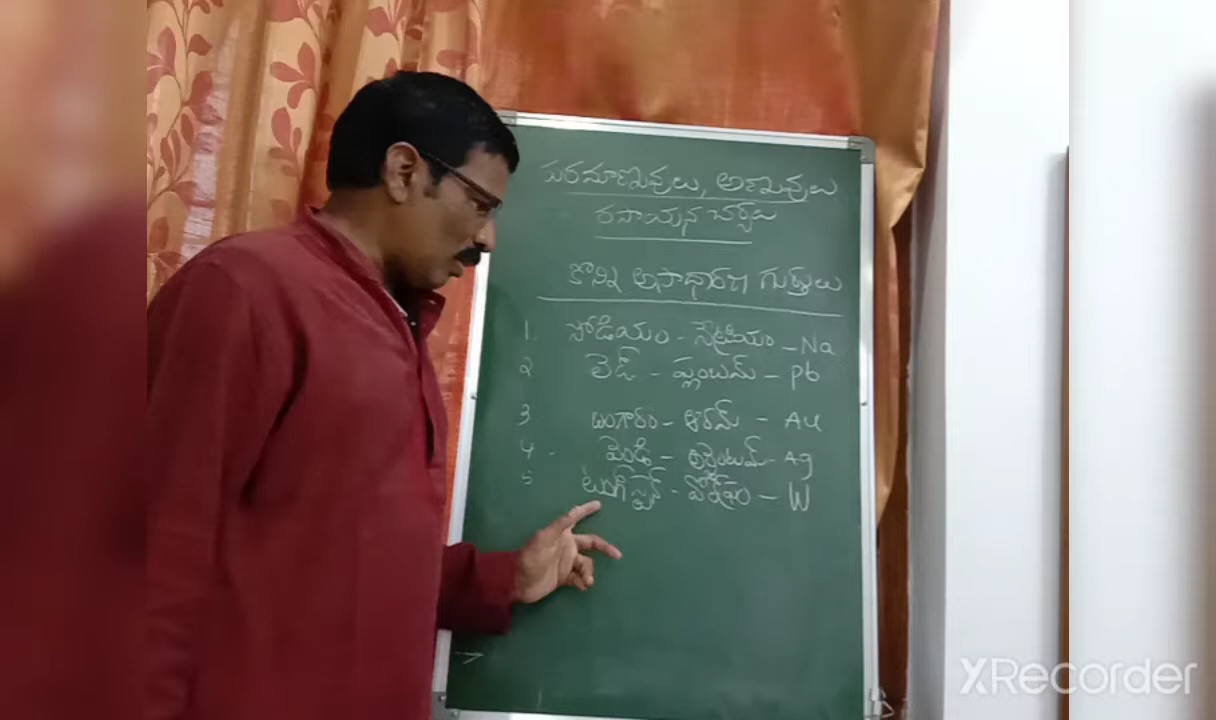 పరమాణువులు, అణువులు
రసాయన చర్యలు
కొన్ని అసాధారణ గుర్తులు
1. సోడియం - నేట్రియం - Na
2 లెడ్ - ప్లంబమ్ - Pb
3 బంగారం - ఆరమ్ - Au
4 - వెండి - అర్జెంటమ్ - Ag
5 టంగ్‌స్టన్ - వోల్ఫ్రం - W
XRecorder